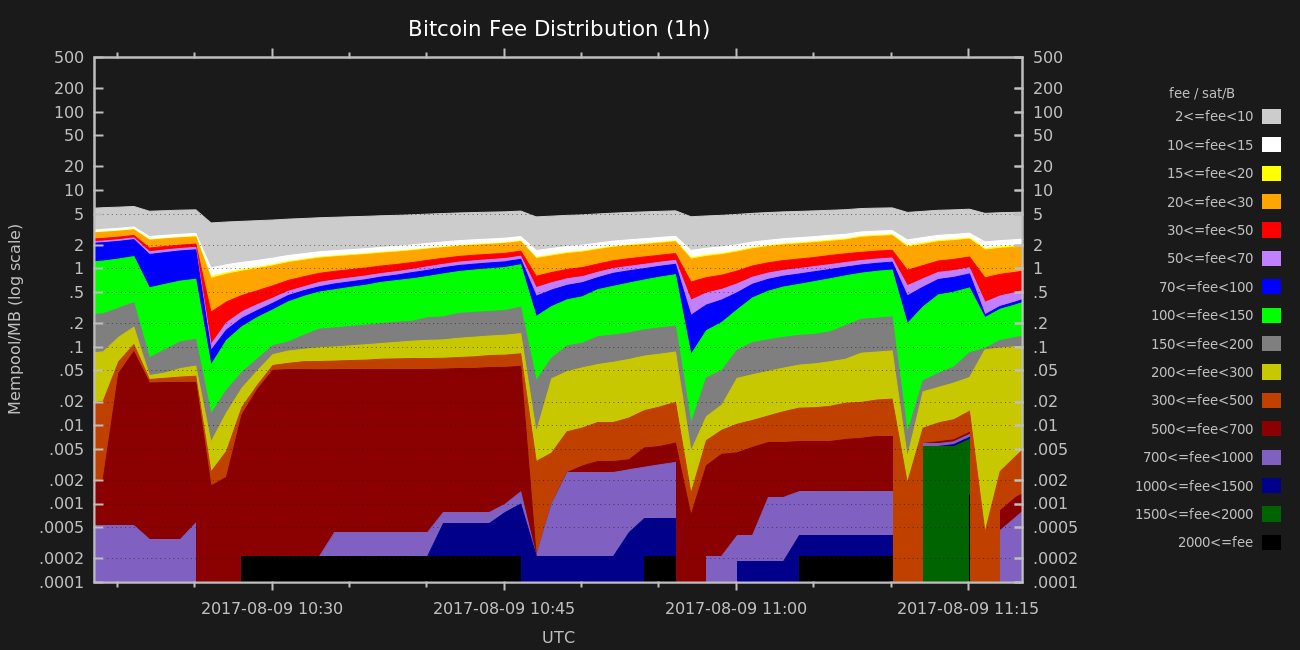 Bitcoin Fee Distribution (1h)
500 500
200 200
100 100
50 50
20 20
10 10
5 5
2 2
1 1
.5 .5
.2 .2
.1 .1
.05 .05
.02 .02
.01 .01
.005 .005
.002 .002
.001 .001
.0005 .0005
.0002 .0002
.0001 .0001
Mempool/MB (log scale)
2017-08-09 10:30 2017-08-09 10:45 2017-08-09 11:00 2017-08-09 11:15
UTC
fee / sat/B
2<=fee<10
10<=fee<15
15<=fee<20
20<=fee<30
30<=fee<50
50<=fee<70
70<=fee<100
100<=fee<150
150<=fee<200
200<=fee<300
300<=fee<500
500<=fee<700
700<=fee<1000
1000<=fee<1500
1500<=fee<2000
2000<=fee